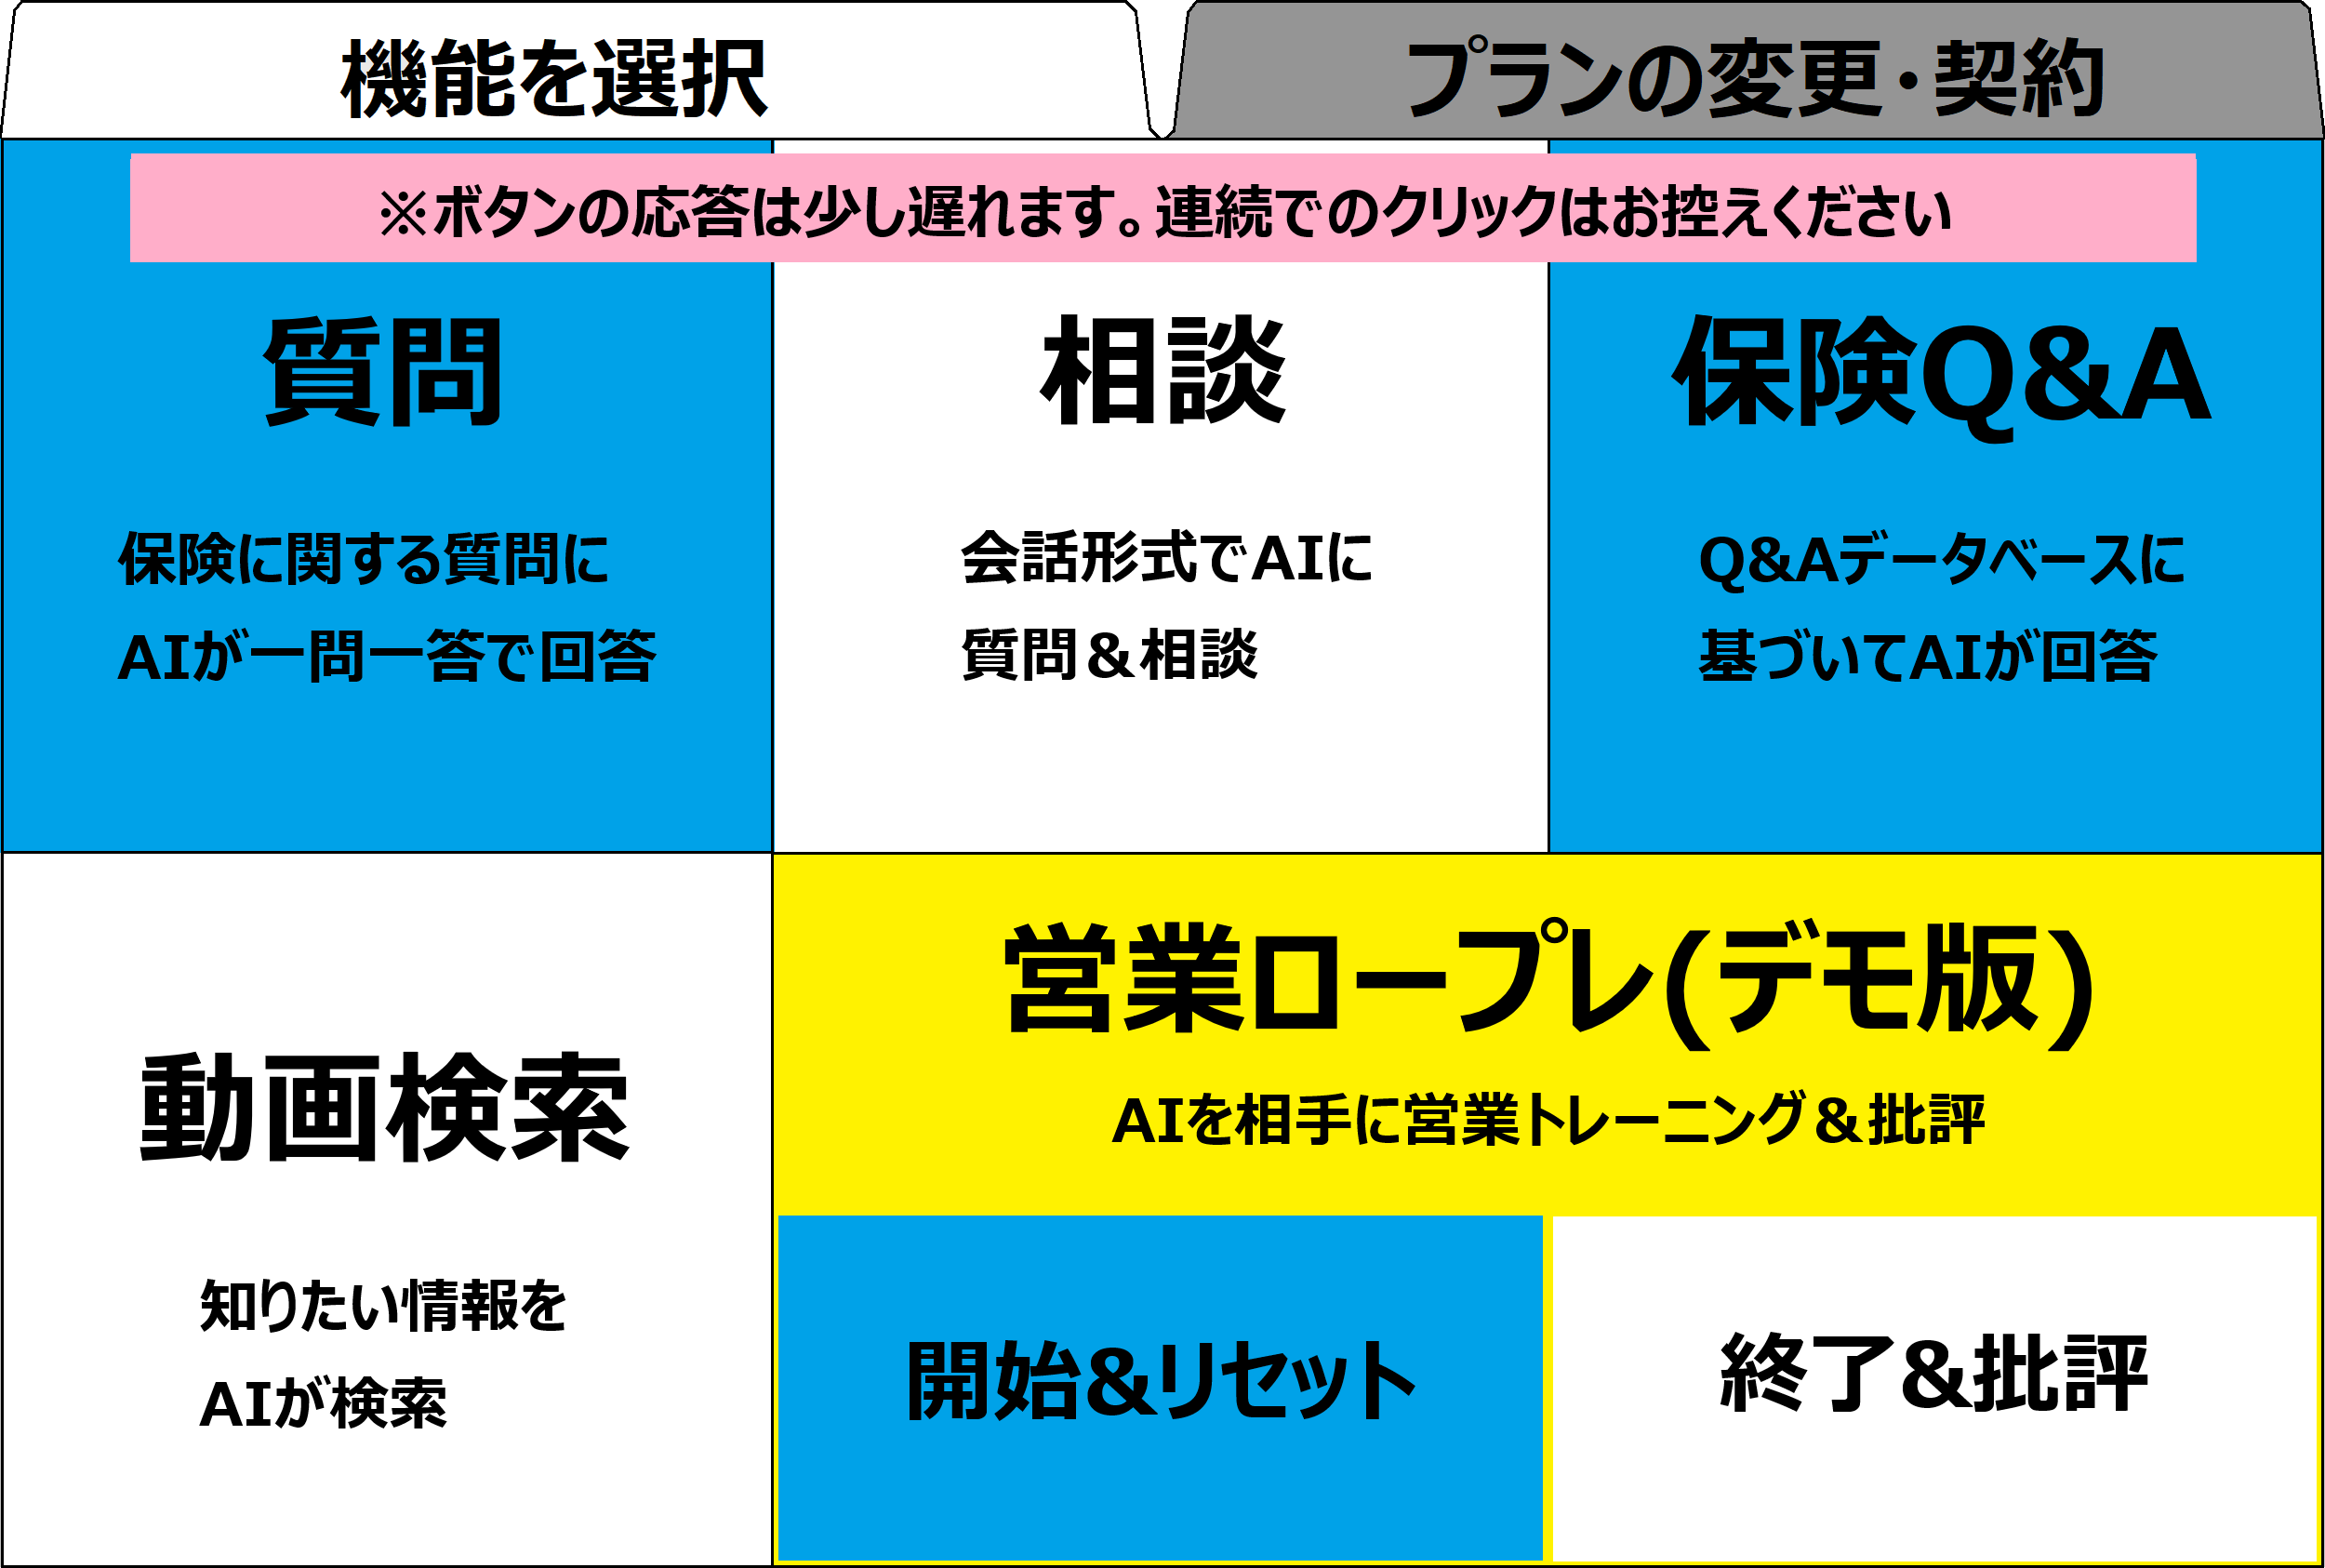 機能を選択
プランの変更・契約
※ボタンの応答は少し遅れます。連続でのクリックはお控えください
質問
保険に関する質問に
AIが一問一答で回答
相談
会話形式でAIに
質問＆相談
保険Q&A
Q&Aデータベースに
基づいてAIが回答
動画検索
知りたい情報を
AIが検索
営業ロープレ(デモ版)
AIを相手に営業トレーニング＆批評
開始&リセット
終了&批評